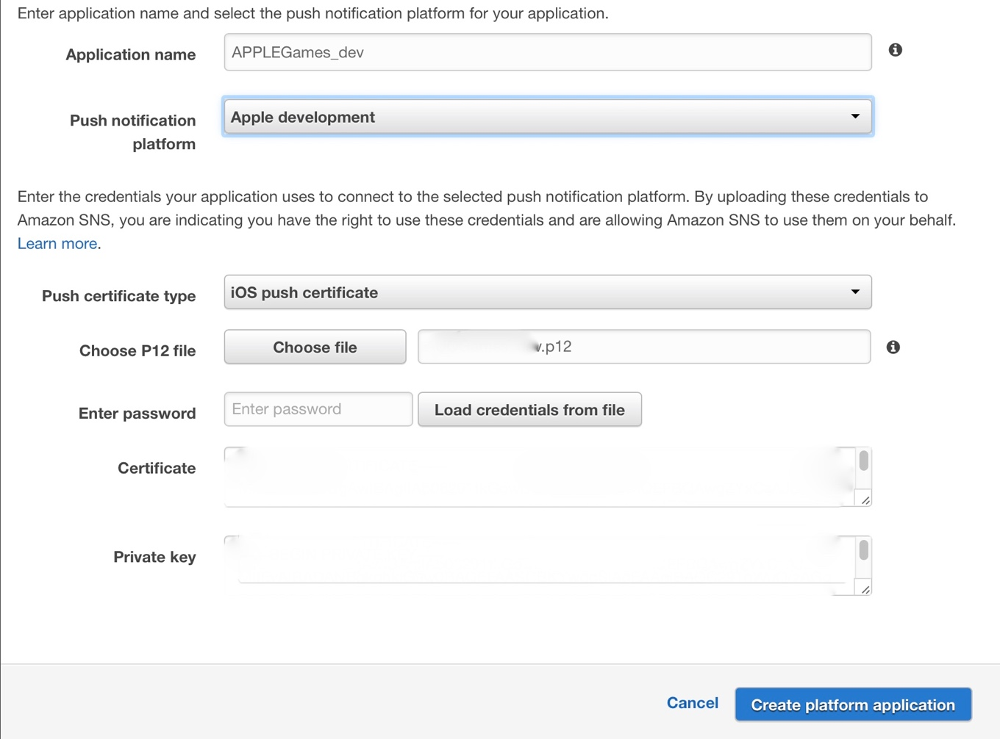 Enter application name and select the push notification platform for your application.
Application name
APPLEGames_dev
Push notification
platform
Apple development
Enter the credentials your application uses to connect to the selected push notification platform. By uploading these credentials to
Amazon SNS, you are indicating you have the right to use these credentials and are allowing Amazon SNS to use them on your behalf.
Learn more.
Push certificate type
iOS push certificate
Choose P12 file
Choose file
.p12
Enter password
Enter password
Load credentials from file
Certificate
Private key
Cancel
Create platform application